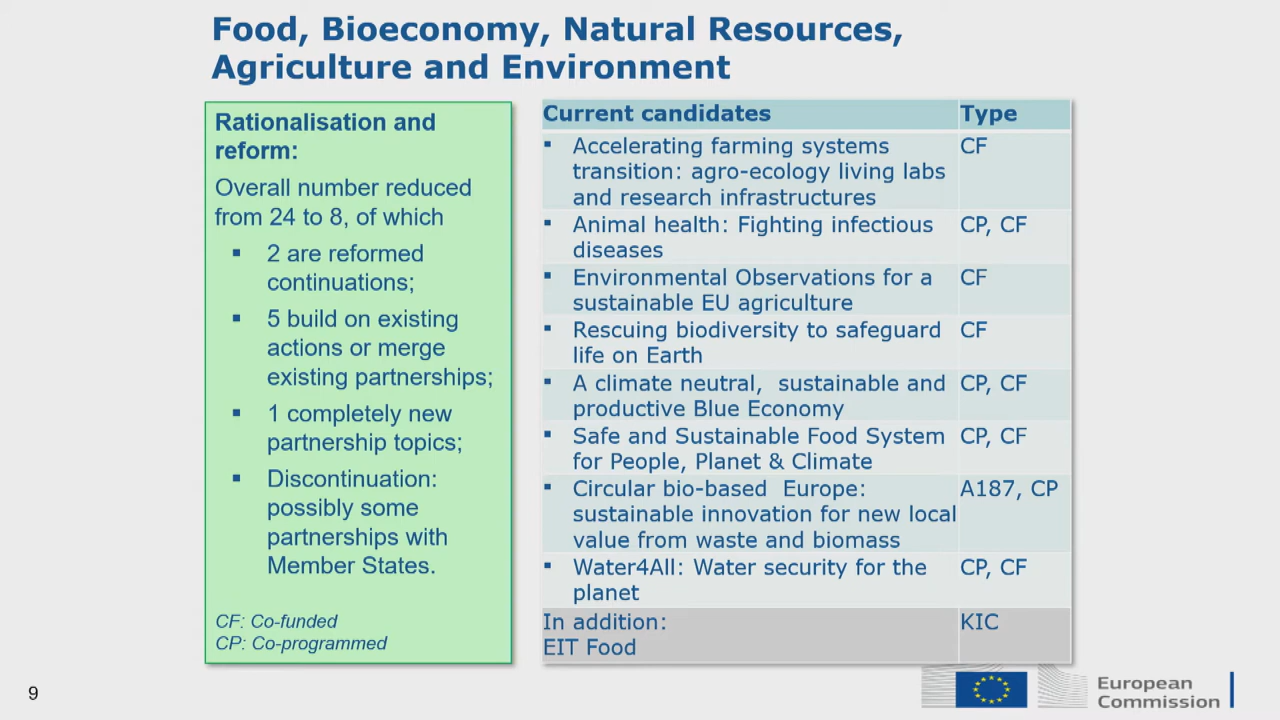 Food, Bioeconomy, Natural Resources,
Agriculture and Environment
Rationalisation and
reform:
Overall number reduced
from 24 to 8, of which
▪ 2 are reformed
continuations;
▪ 5 build on existing
actions or merge
existing partnerships;
▪ 1 completely new
partnership topics;
▪ Discontinuation:
possibly some
partnerships with
Member States.
CF: Co-funded
CP: Co-programmed
Current candidates Type
▪ Accelerating farming systems CF
transition: agro-ecology living labs
and research infrastructures
▪ Animal health: Fighting infectious CP, CF
diseases
▪ Environmental Observations for a CF
sustainable EU agriculture
▪ Rescuing biodiversity to safeguard CF
life on Earth
▪ A climate neutral, sustainable and CP, CF
productive Blue Economy
▪ Safe and Sustainable Food System CP, CF
for People, Planet & Climate
▪ Circular bio-based Europe: A187, CP
sustainable innovation for new local
value from waste and biomass
▪ Water4All: Water security for the CP, CF
planet
In addition: KIC
EIT Food
9
European
Commission